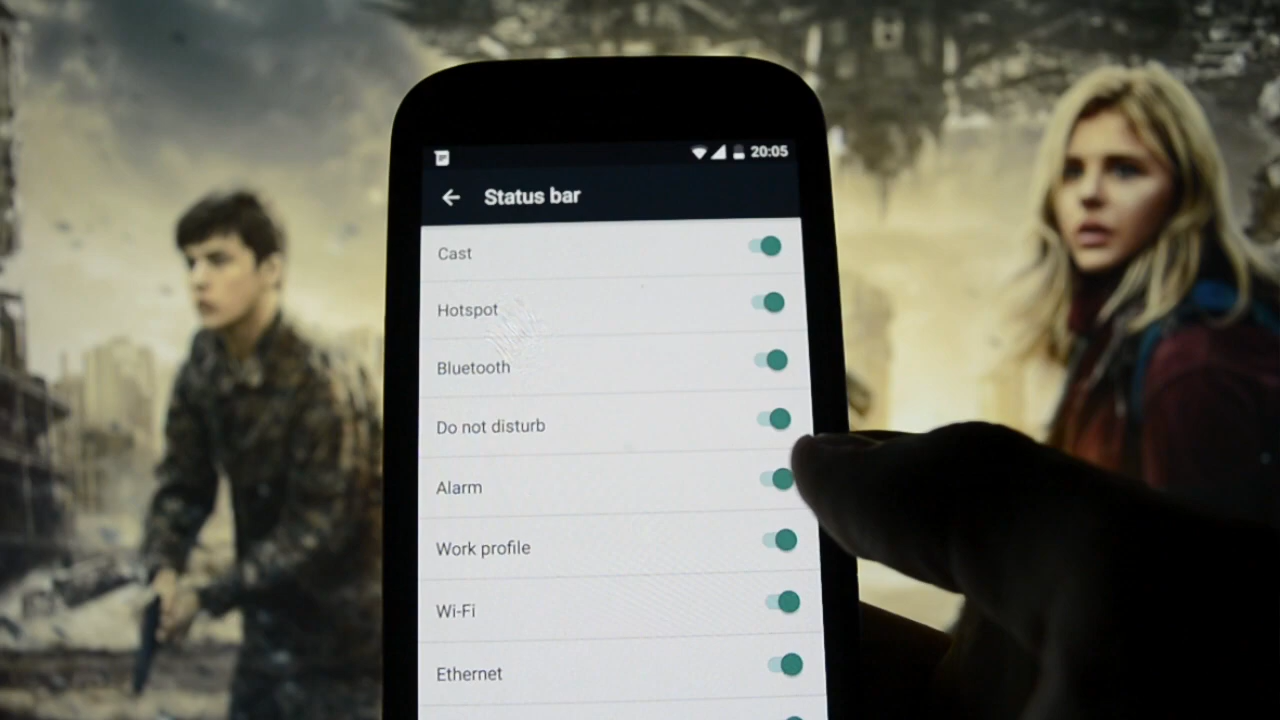 20:05
Status bar
Cast
Hotspot
Bluetooth
Do not disturb
Alarm
Work profile
Wi-Fi
Ethernet